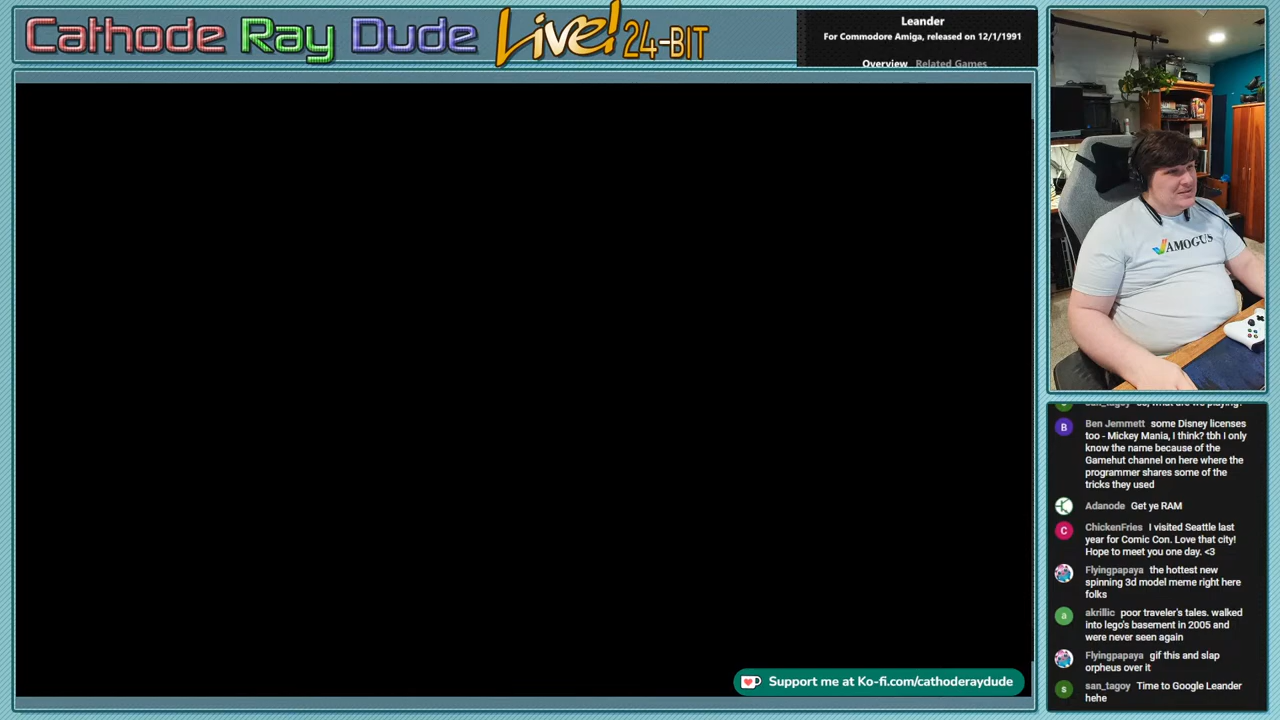 Cathode Ray Dude Live! 24-BIT
Leander
For Commodore Amiga, released on 12/1/1991
Overview Related Games
AMOGUS
Ben Jemmett some Disney licenses
too - Mickey Mania, I think? tbh I only
know the name because of the
Gamehut channel on here where the
programmer shares some of the
tricks they used
Adanode Get ye RAM
ChickenFries I visited Seattle last
year for Comic Con. Love that city!
Hope to meet you one day. <3
Flyingpapaya the hottest new
spinning 3d model meme right here
folks
akrillic poor traveler's tales. walked
into lego's basement in 2005 and
were never seen again
Flyingpapaya gif this and slap
orpheus over it
san_tagoy Time to Google Leander
hehe
Support me at Ko-fi.com/cathoderaydude